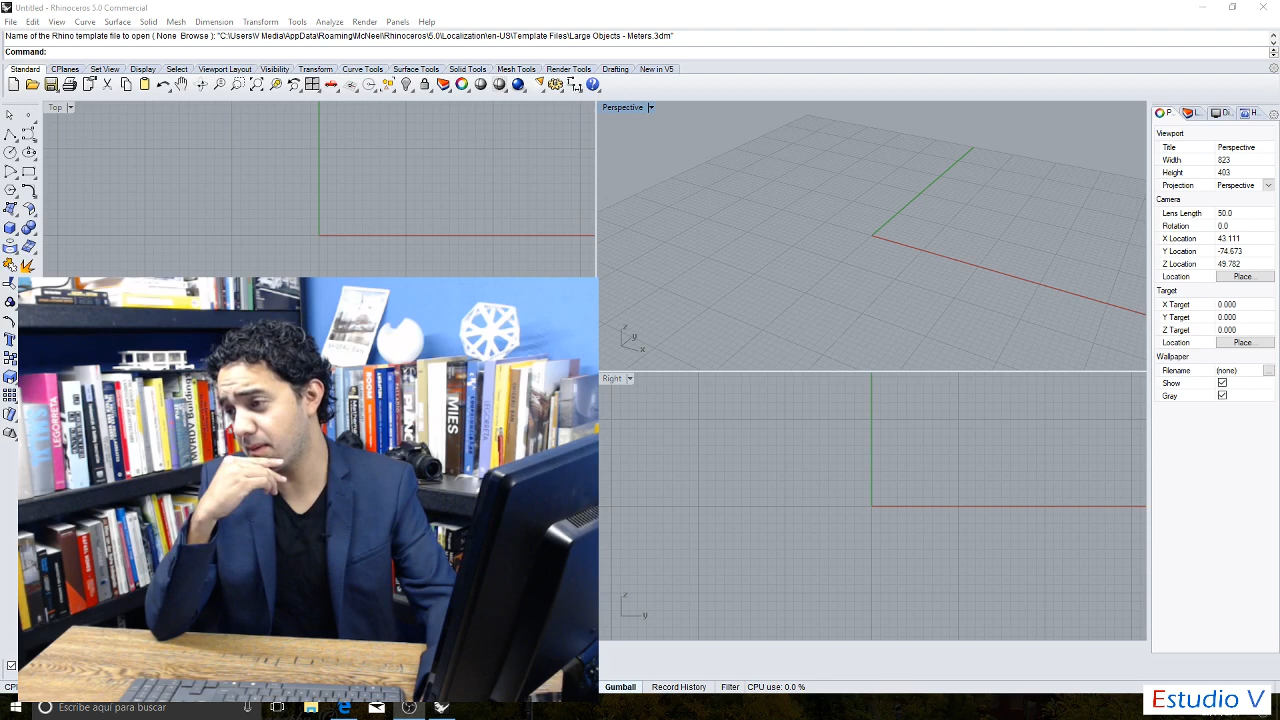 Untitled - Rhinoceros 5.0 Commercial
File Edit View Curve Surface Solid Mesh Dimension Transform Tools Analyze Render Panels Help
Name of the Rhino template file to open ( None Browse ): "C:\Users\V Media\AppData\Roaming\McNeel\Rhinoceros\5.0\Localization\en-US\Template Files\Large Objects - Meters.3dm"
Command:
Standard CPlanes Set View Display Select Viewport Layout Visibility Transform Curve Tools Surface Tools Solid Tools Mesh Tools Render Tools Drafting New in V5
Top
Perspective
P.. L.. Di.. H..
Viewport
Title Perspective
Width 823
Height 403
Projection Perspective
Camera
Lens Length 50.0
Rotation 0.0
X Location 43.111
Y Location -74.673
Z Location 49.782
Location Place...
Target
X Target 0.000
Y Target 0.000
Z Target 0.000
Location Place...
Wallpaper
Filename (none) ...
Show
Gray
z
y
x
Right
z
y
LEGORRETA
MIES
Gumball Record History Filter CPU use: 0.0 %
CPl
Escribe aquí para buscar
Estudio V